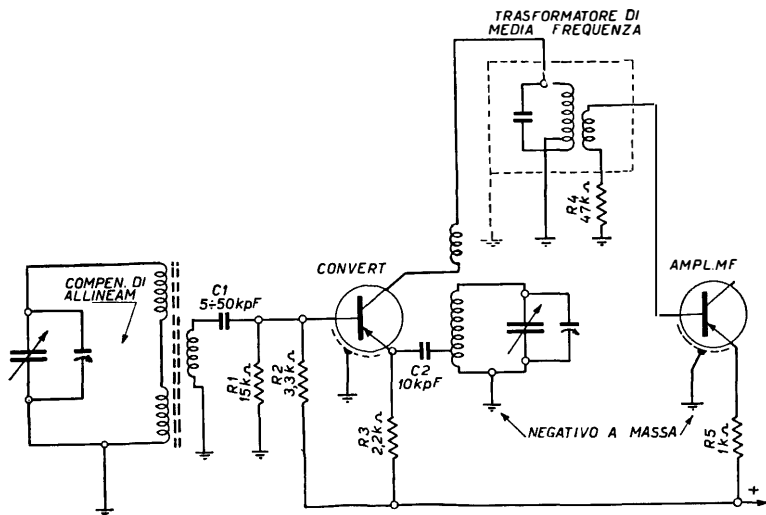 TRASFORMATORE DI
MEDIA FREQUENZA
R4
47kΩ
CONVERT
AMPL.MF
COMPEN. DI
ALLINEAM
C1
5÷50kpF
R1
15kΩ
R2
3,3kΩ
C2
10kpF
R3
2,2kΩ
NEGATIVO A MASSA
R5
1kΩ
+